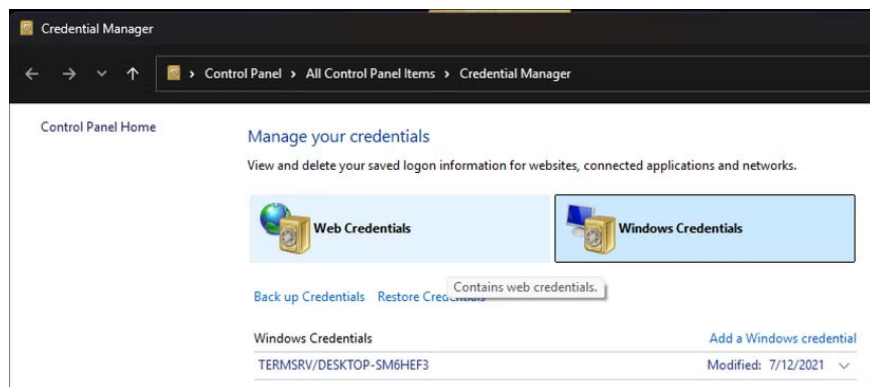 Credential Manager
Control Panel > All Control Panel Items > Credential Manager
Control Panel Home
Manage your credentials
View and delete your saved logon information for websites, connected applications and networks.
Web Credentials Windows Credentials
Contains web credentials.
Back up Credentials Restore
Windows Credentials Add a Windows credential
TERMSRV/DESKTOP-SM6HEF3 Modified: 7/12/2021